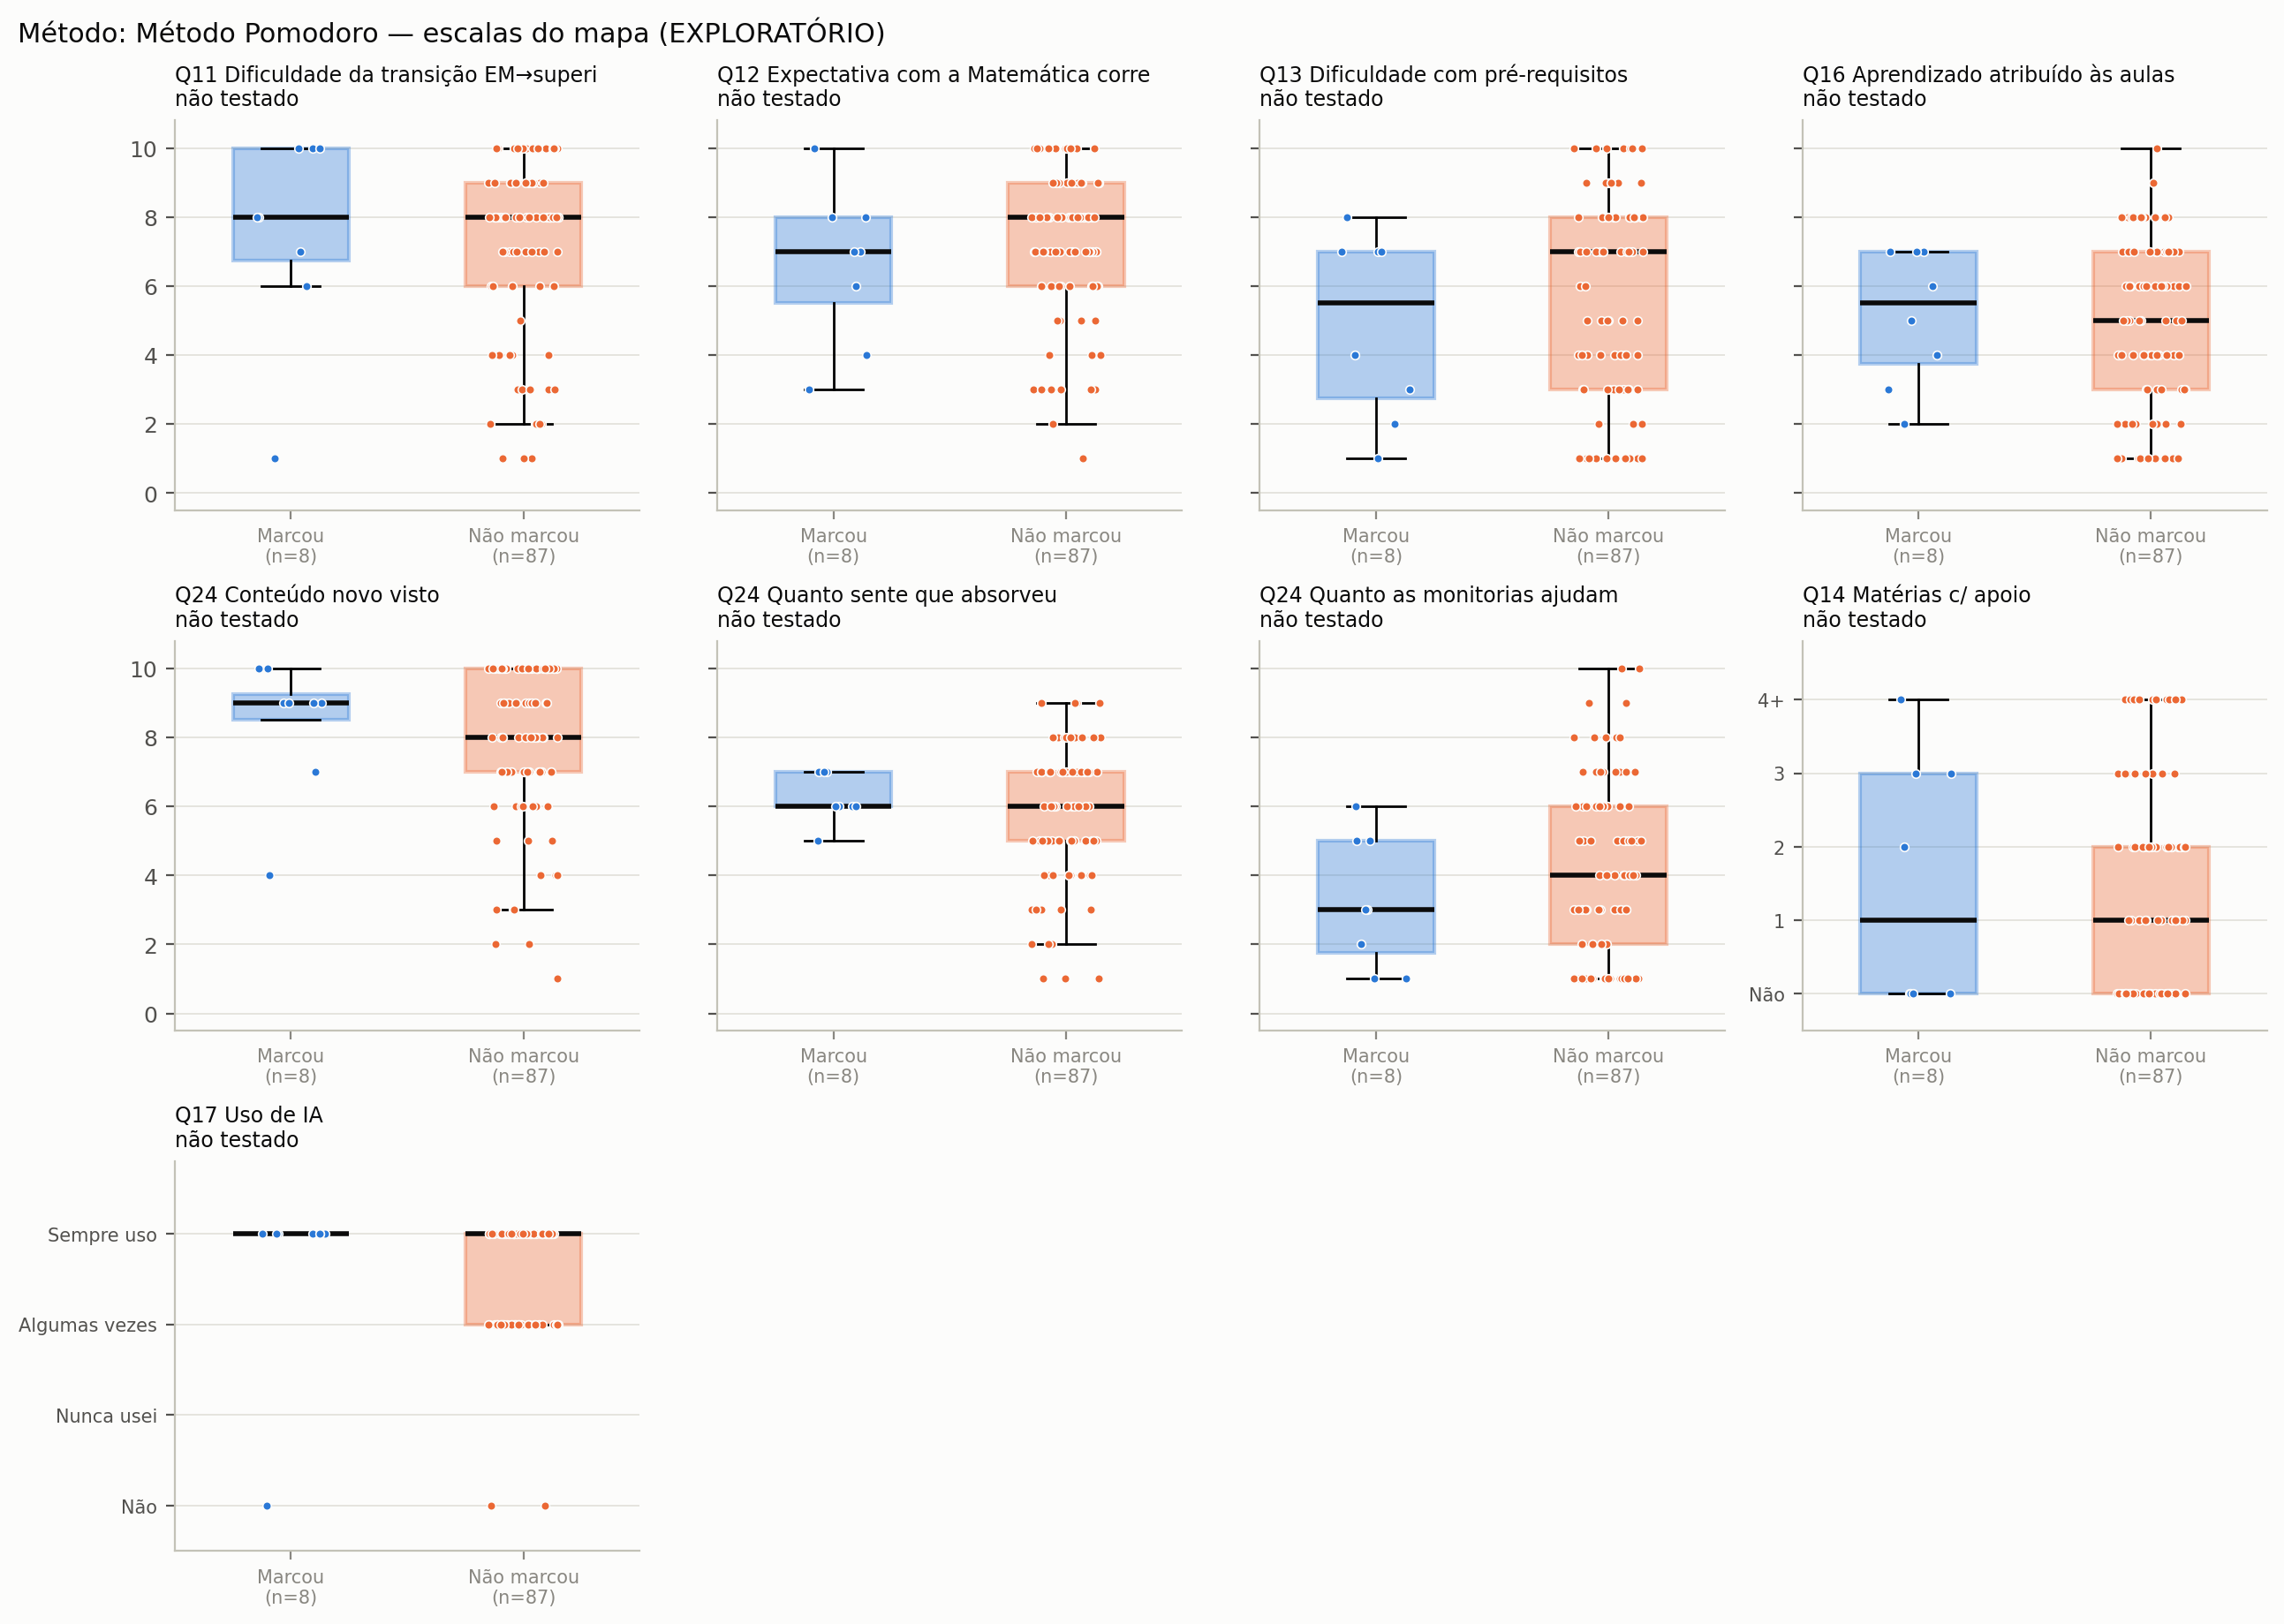 Método: Método Pomodoro — escalas do mapa (EXPLORATÓRIO)
Q11 Dificuldade da transição EM→superi
não testado
10
8
6
4
2
0
Marcou
(n=8)
Não marcou
(n=87)
Q12 Expectativa com a Matemática corre
não testado
Marcou
(n=8)
Não marcou
(n=87)
Q13 Dificuldade com pré-requisitos
não testado
Marcou
(n=8)
Não marcou
(n=87)
Q16 Aprendizado atribuído às aulas
não testado
Marcou
(n=8)
Não marcou
(n=87)
Q24 Conteúdo novo visto
não testado
10
8
6
4
2
0
Marcou
(n=8)
Não marcou
(n=87)
Q24 Quanto sente que absorveu
não testado
Marcou
(n=8)
Não marcou
(n=87)
Q24 Quanto as monitorias ajudam
não testado
Marcou
(n=8)
Não marcou
(n=87)
Q14 Matérias c/ apoio
não testado
4+
3
2
1
Não
Marcou
(n=8)
Não marcou
(n=87)
Q17 Uso de IA
não testado
Sempre uso
Algumas vezes
Nunca usei
Não
Marcou
(n=8)
Não marcou
(n=87)